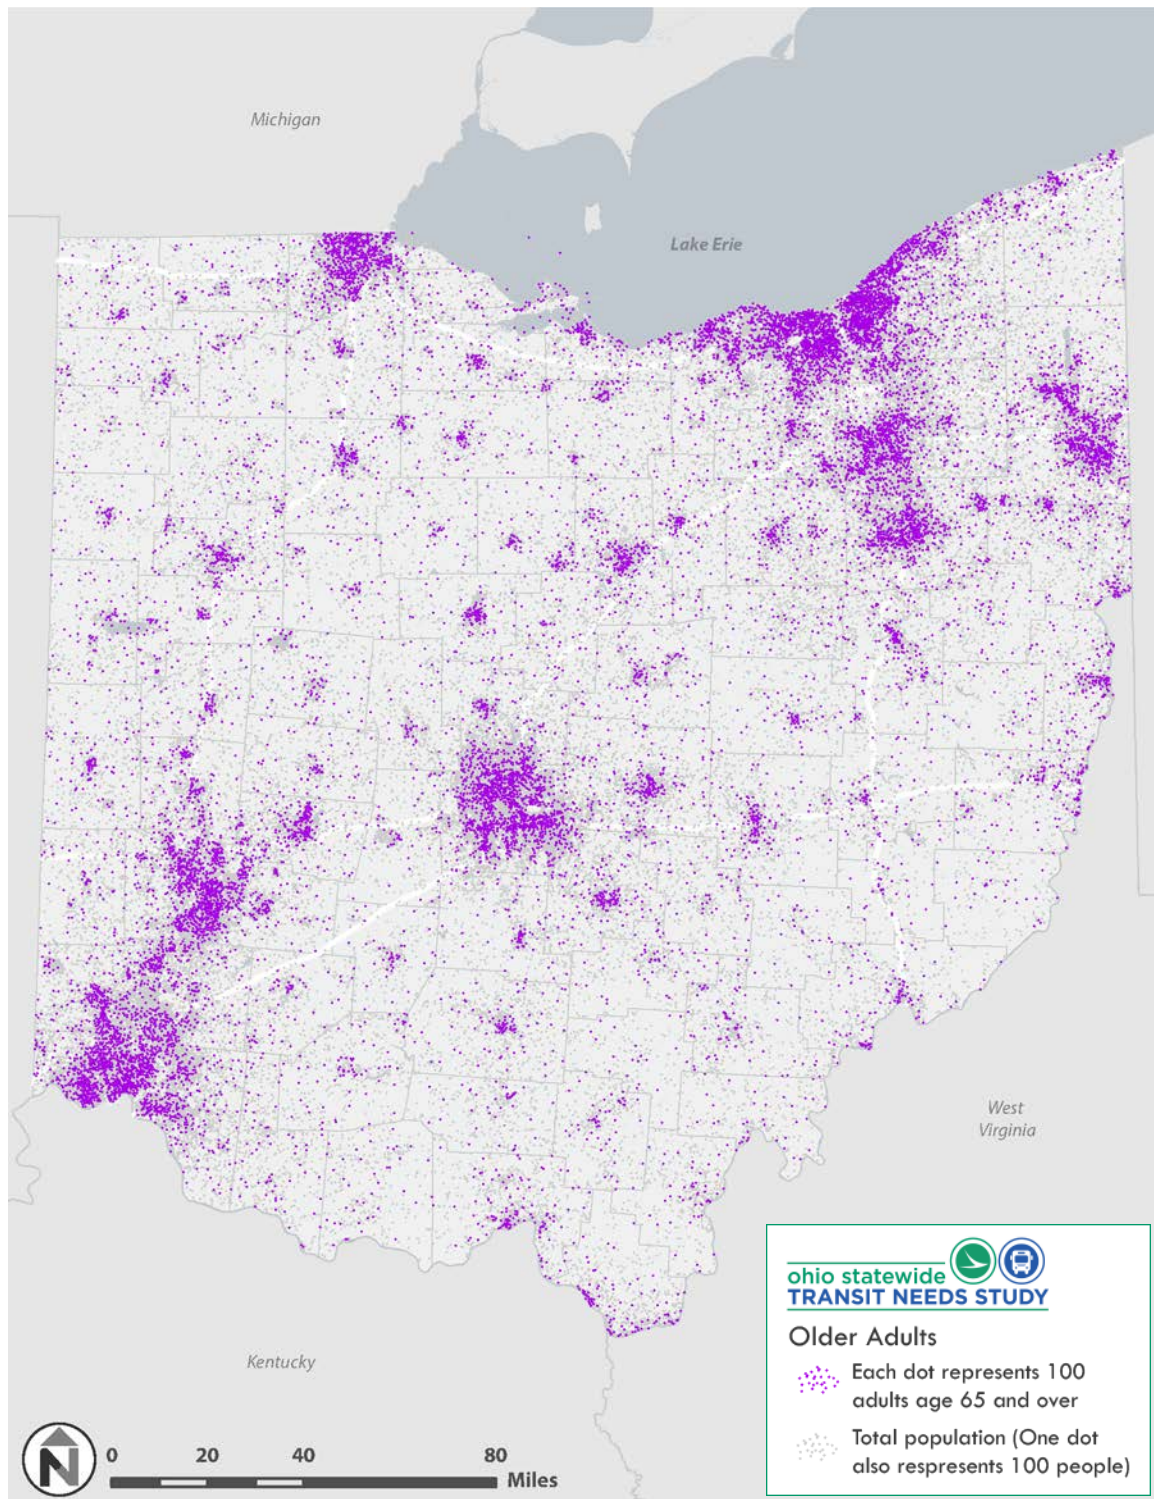 Michigan
Lake Erie
West
Virginia
Kentucky
N
0 20 40 80
Miles
ohio statewide
TRANSIT NEEDS STUDY
Older Adults
Each dot represents 100
adults age 65 and over
Total population (One dot
also respresents 100 people)